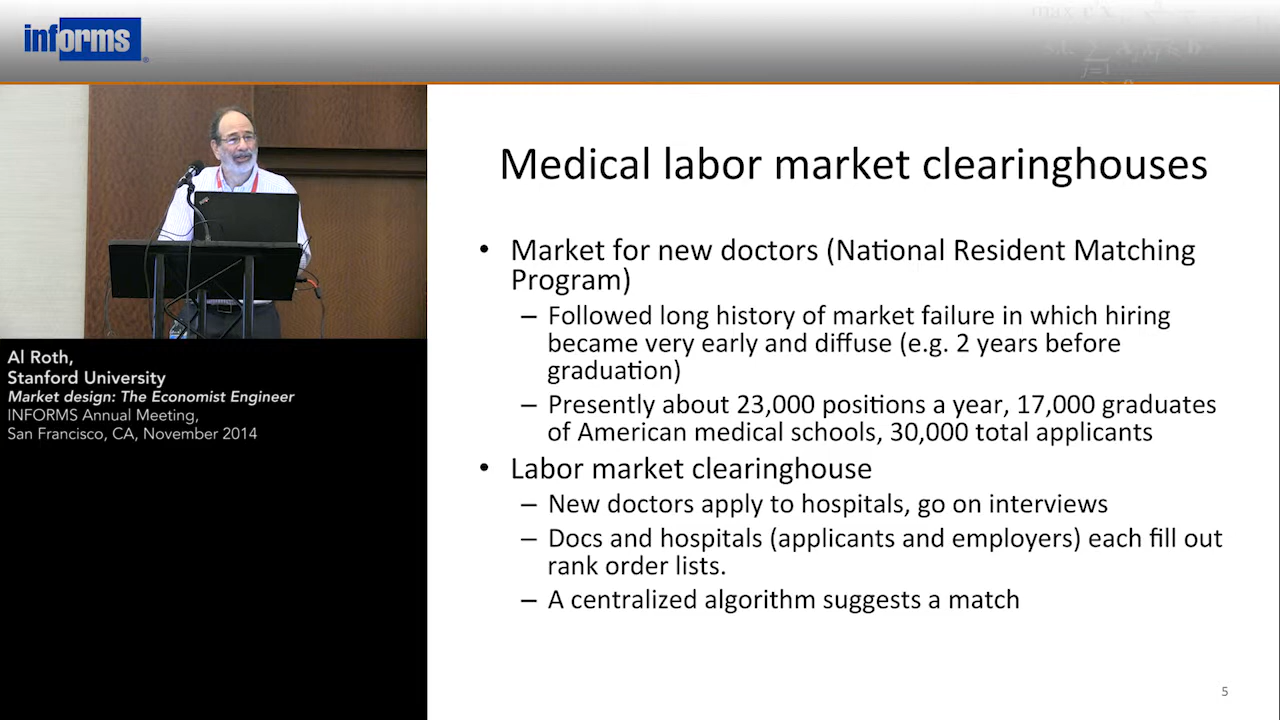 informs
Al Roth,
Stanford University
Market design: The Economist Engineer
INFORMS Annual Meeting,
San Francisco, CA, November 2014
Medical labor market clearinghouses
• Market for new doctors (National Resident Matching
Program)
– Followed long history of market failure in which hiring
became very early and diffuse (e.g. 2 years before
graduation)
– Presently about 23,000 positions a year, 17,000 graduates
of American medical schools, 30,000 total applicants
• Labor market clearinghouse
– New doctors apply to hospitals, go on interviews
– Docs and hospitals (applicants and employers) each fill out
rank order lists.
– A centralized algorithm suggests a match
5